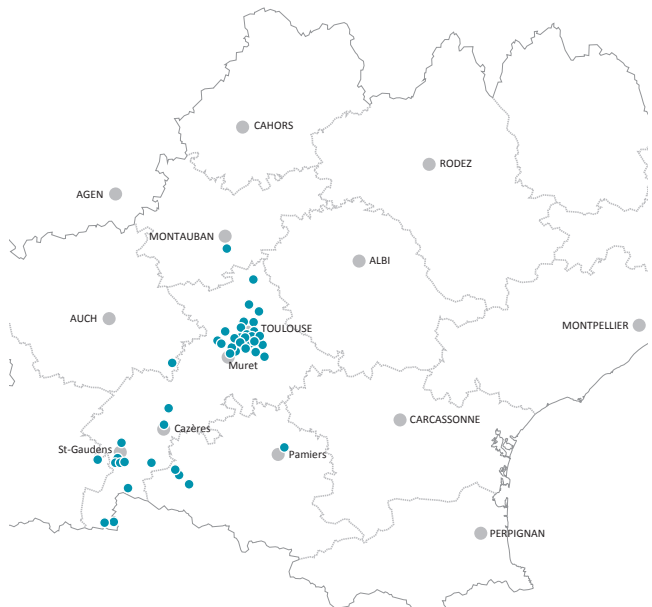 CAHORS
RODEZ
AGEN
MONTAUBAN
ALBI
AUCH
TOULOUSE
MONTPELLIER
Muret
CARCASSONNE
Cazères
St-Gaudens
Pamiers
PERPIGNAN